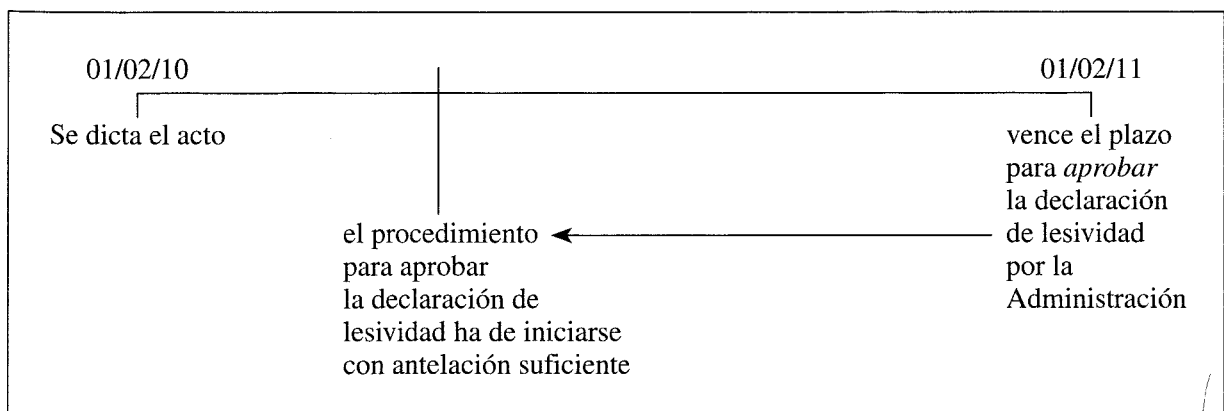 01/02/10
01/02/11
Se dicta el acto
vence el plazo
para aprobar
la declaración
de lesividad
por la
Administración
el procedimiento
para aprobar
la declaración de
lesividad ha de iniciarse
con antelación suficiente